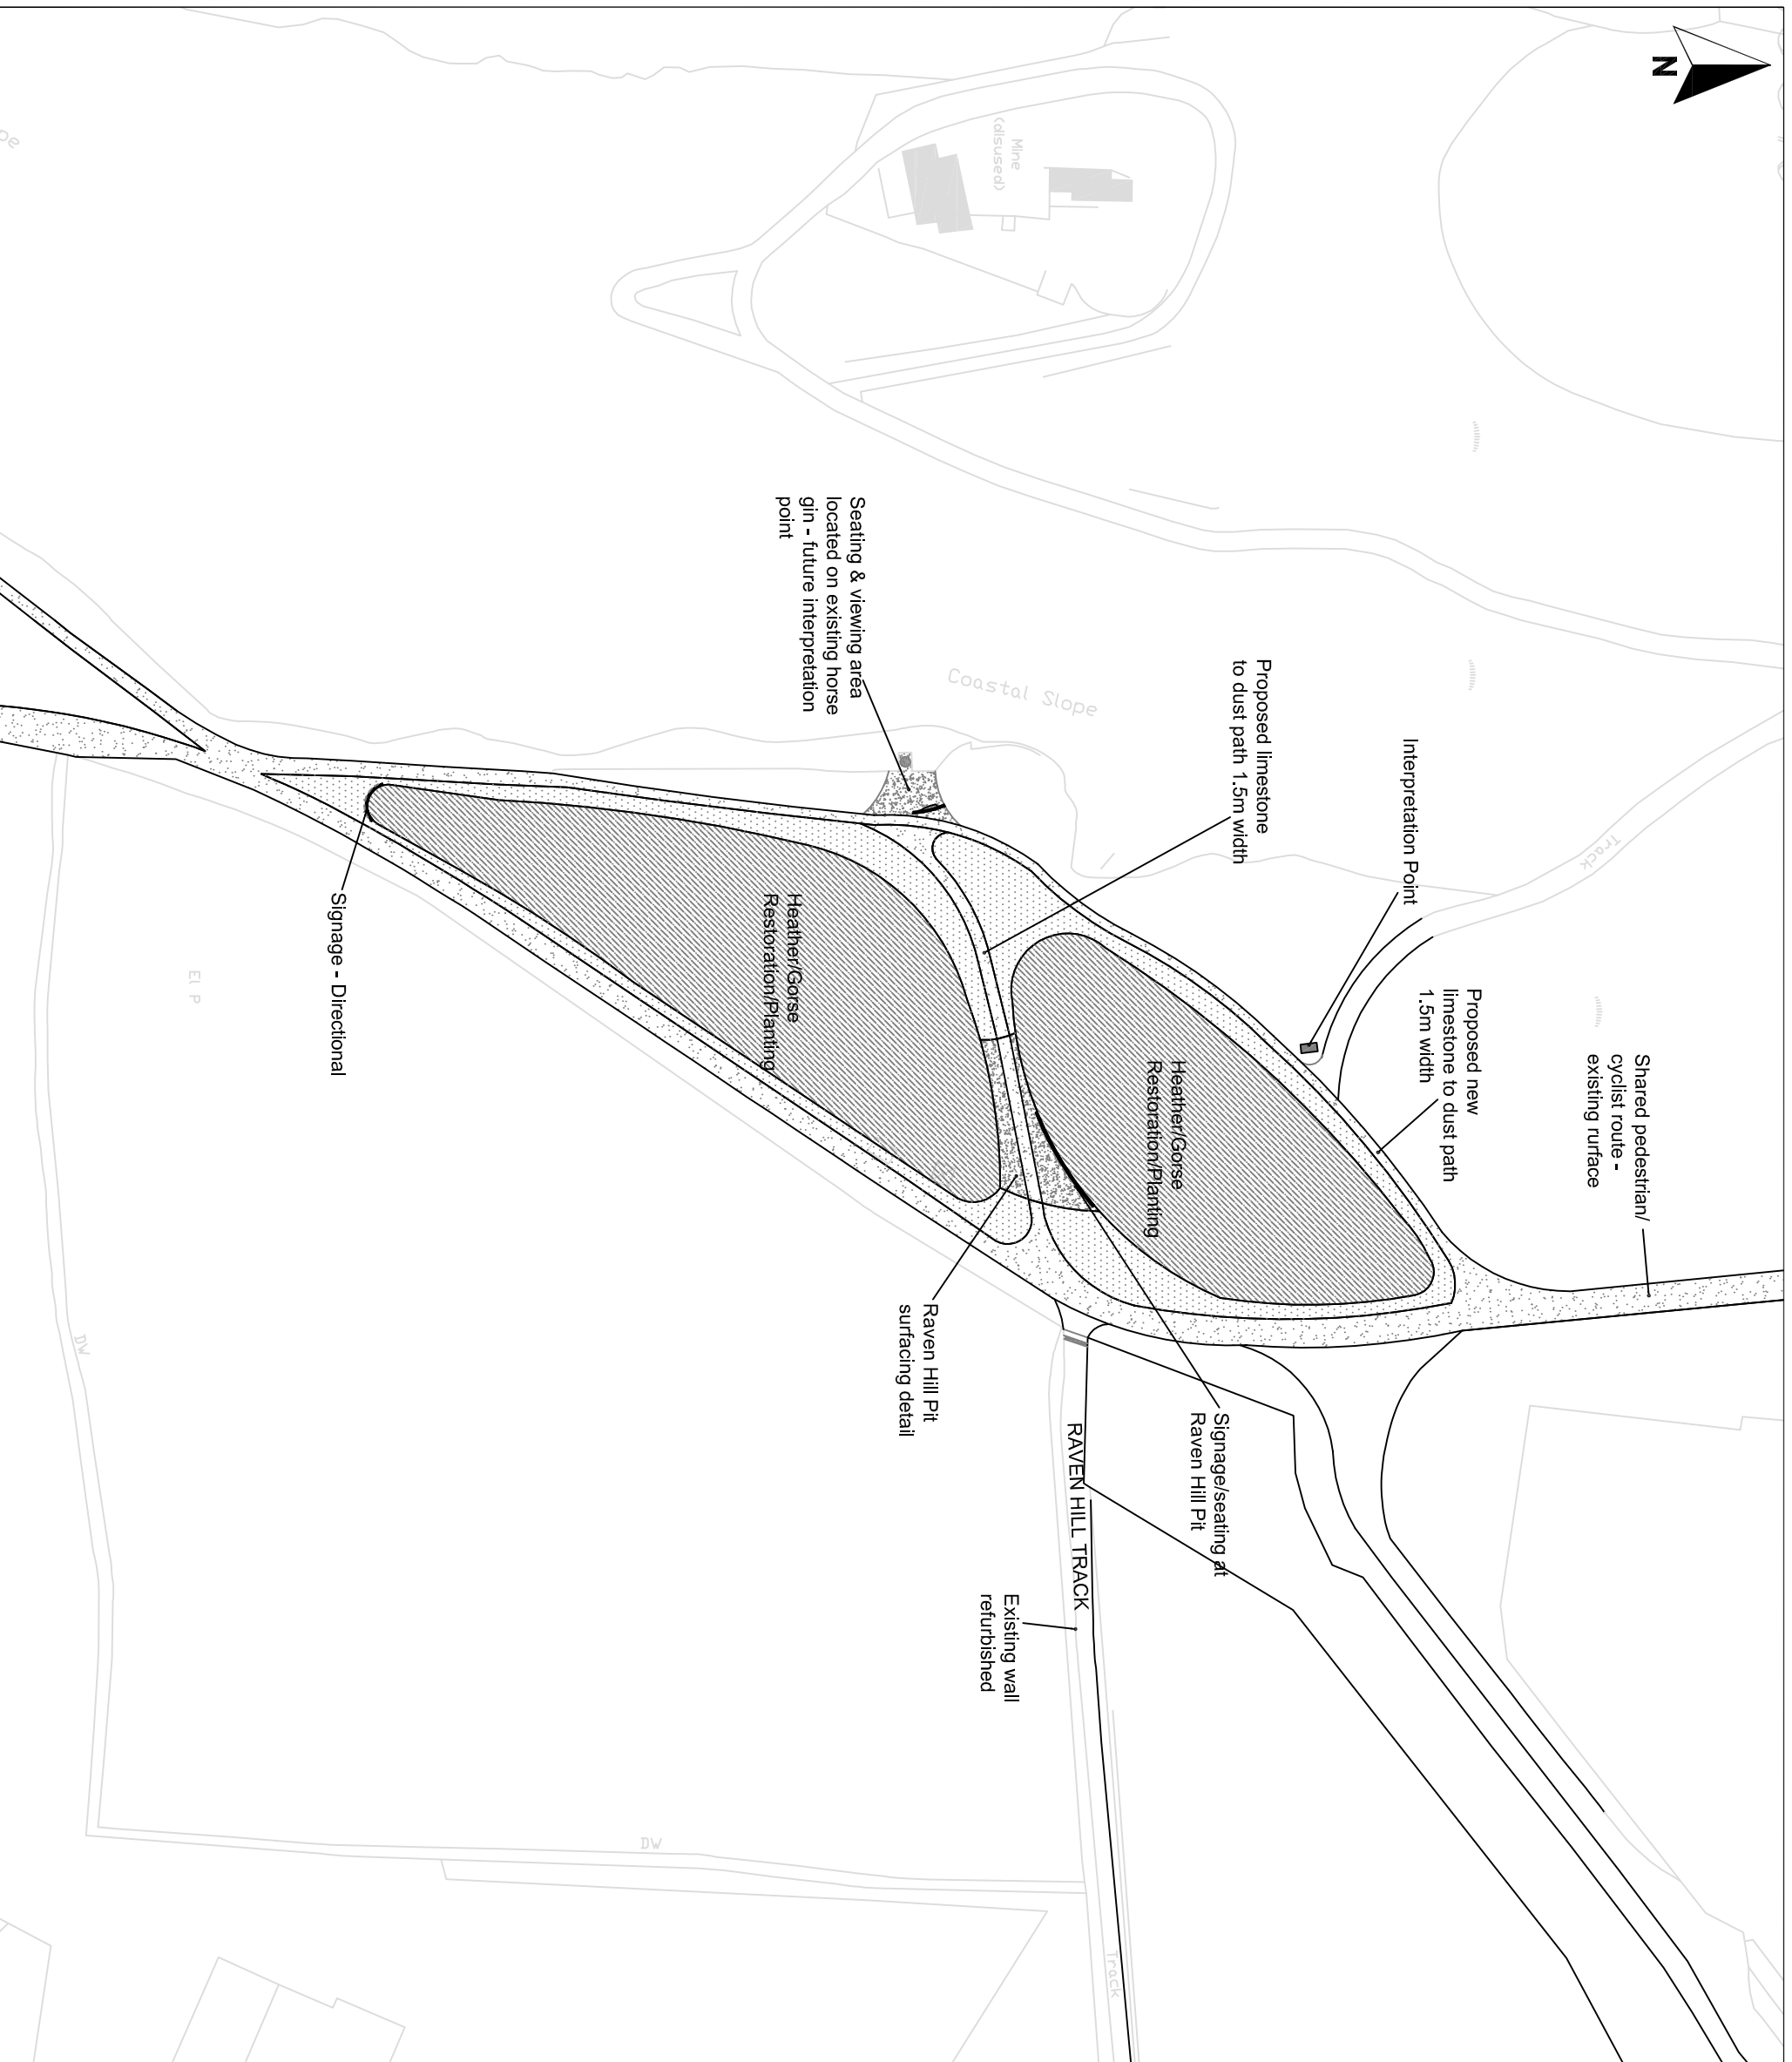 N
Mine
(disused)
pe
Seating & viewing area
located on existing horse
gin - future interpretation
point
Coastal Slope
Proposed limestone
to dust path 1.5m width
Interpretation Point
Track
Proposed new
limestone to dust path
1.5m width
Shared pedestrian/
cyclist route -
existing rurface
Heather/Gorse
Restoration/Planting
Heather/Gorse
Restoration/Planting
Signage - Directional
El P
Raven Hill Pit
surfacing detail
Signage/seating at
Raven Hill Pit
RAVEN HILL TRACK
Existing wall
refurbished
DW
DW
Track